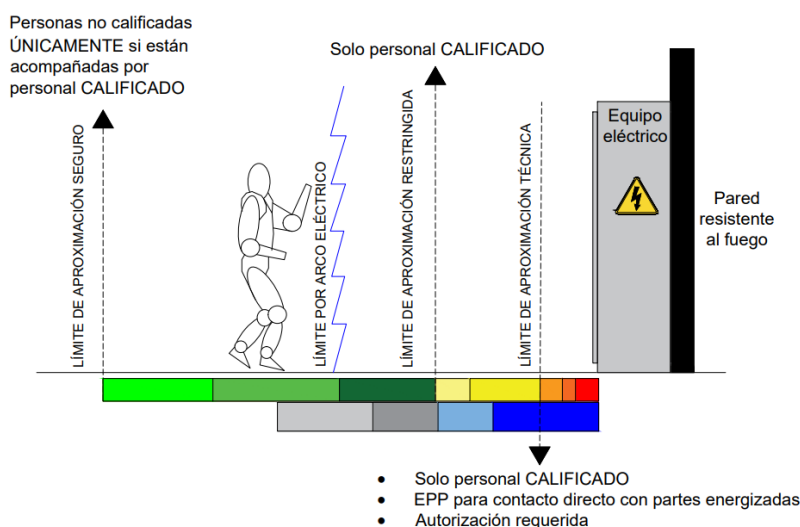 Personas no calificadas
ÚNICAMENTE si están
acompañadas por
personal CALIFICADO
Solo personal CALIFICADO
LÍMITE DE APROXIMACIÓN SEGURO
LÍMITE POR ARCO ELÉCTRICO
LÍMITE DE APROXIMACIÓN RESTRINGIDA
LÍMITE DE APROXIMACIÓN TÉCNICA
Equipo
eléctrico
Pared
resistente
al fuego
• Solo personal CALIFICADO
• EPP para contacto directo con partes energizadas
• Autorización requerida